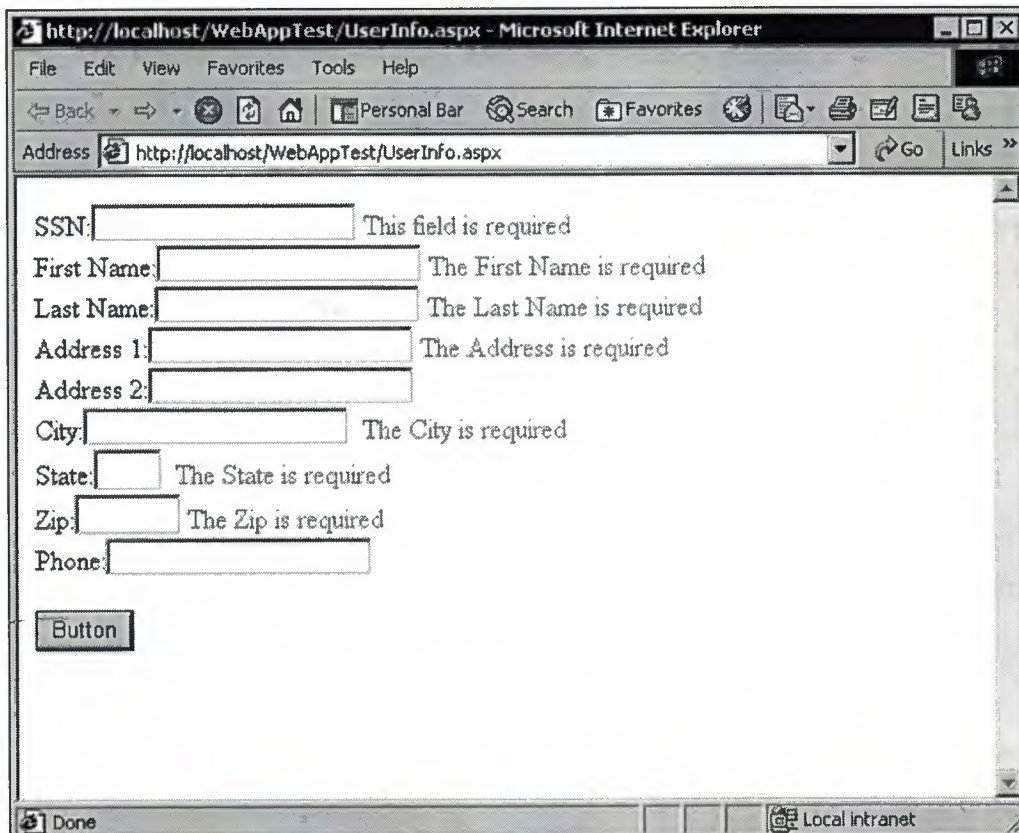 http://localhost/WebAppTest/UserInfo.aspx - Microsoft Internet Explorer
File Edit View Favorites Tools Help
Back Personal Bar Search Favorites
Address http://localhost/WebAppTest/UserInfo.aspx Go Links »
SSN: This field is required
First Name: The First Name is required
Last Name: The Last Name is required
Address 1: The Address is required
Address 2:
City: The City is required
State: The State is required
Zip: The Zip is required
Phone:
Button
Done Local intranet